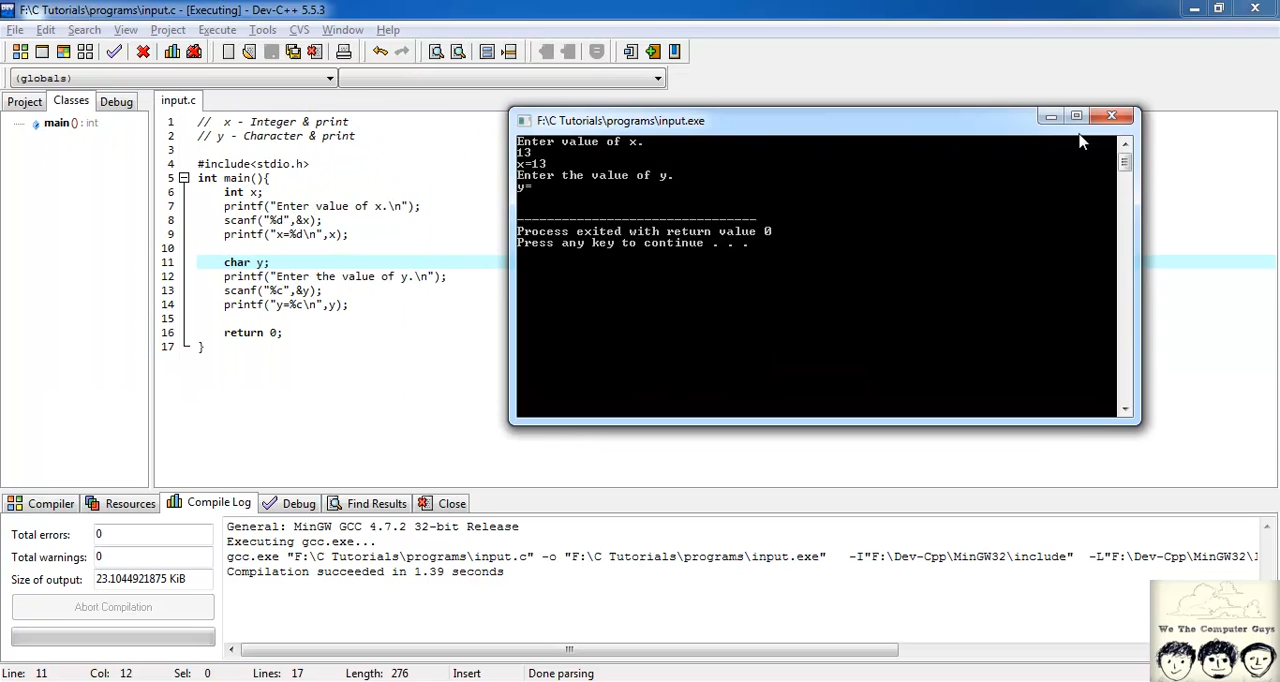 F:\C Tutorials\programs\input.c - [Executing] - Dev-C++ 5.5.3
File Edit Search View Project Execute Tools CVS Window Help
(globals)
Project Classes Debug
input.c
main () : int
1 // x - Integer & print
2 // y - Character & print
3
4 #include<stdio.h>
5 int main(){
6 int x;
7 printf("Enter value of x.\n");
8 scanf("%d",&x);
9 printf("x=%d\n",x);
10
11 char y;
12 printf("Enter the value of y.\n");
13 scanf("%c",&y);
14 printf("y=%c\n",y);
15
16 return 0;
17 }
F:\C Tutorials\programs\input.exe
Enter value of x.
13
x=13
Enter the value of y.
y=
--------------------------------
Process exited with return value 0
Press any key to continue . . .
Compiler Resources Compile Log Debug Find Results Close
Total errors: 0
Total warnings: 0
Size of output: 23.1044921875 KiB
Abort Compilation
General: MinGW GCC 4.7.2 32-bit Release
Executing gcc.exe...
gcc.exe "F:\C Tutorials\programs\input.c" -o "F:\C Tutorials\programs\input.exe" -I"F:\Dev-Cpp\MinGW32\include" -L"F:\Dev-Cpp\MinGW32\l
Compilation succeeded in 1.39 seconds
We The Computer Guys
Line: 11 Col: 12 Sel: 0 Lines: 17 Length: 276 Insert Done parsing